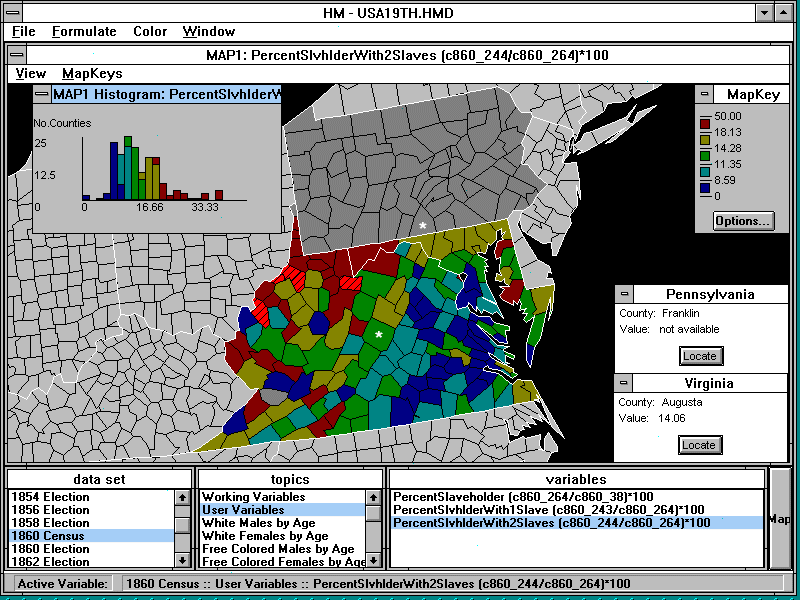 HM - USA19TH.HMD
File Formulate Color Window
MAP1: PercentSlvhlderWith2Slaves (c860_244/c860_264)*100
View MapKeys
MAP1 Histogram: PercentSlvhlderW
No.Counties
25
12.5
0
0 16.66 33.33
MapKey
50.00
18.13
14.28
11.35
8.59
0
Options...
*
*
Pennsylvania
County: Franklin
Value: not available
Locate
Virginia
County: Augusta
Value: 14.06
Locate
data set
1854 Election
1856 Election
1858 Election
1860 Census
1860 Election
1862 Election
topics
Working Variables
User Variables
White Males by Age
White Females by Age
Free Colored Males by Age
Free Colored Females by Age
variables
PercentSlaveholder (c860_264/c860_38)*100
PercentSlvhlderWith1Slave (c860_243/c860_264)*100
PercentSlvhlderWith2Slaves (c860_244/c860_264)*100
Map
Active Variable: 1860 Census :: User Variables :: PercentSlvhlderWith2Slaves (c860_244/c860_264)*100